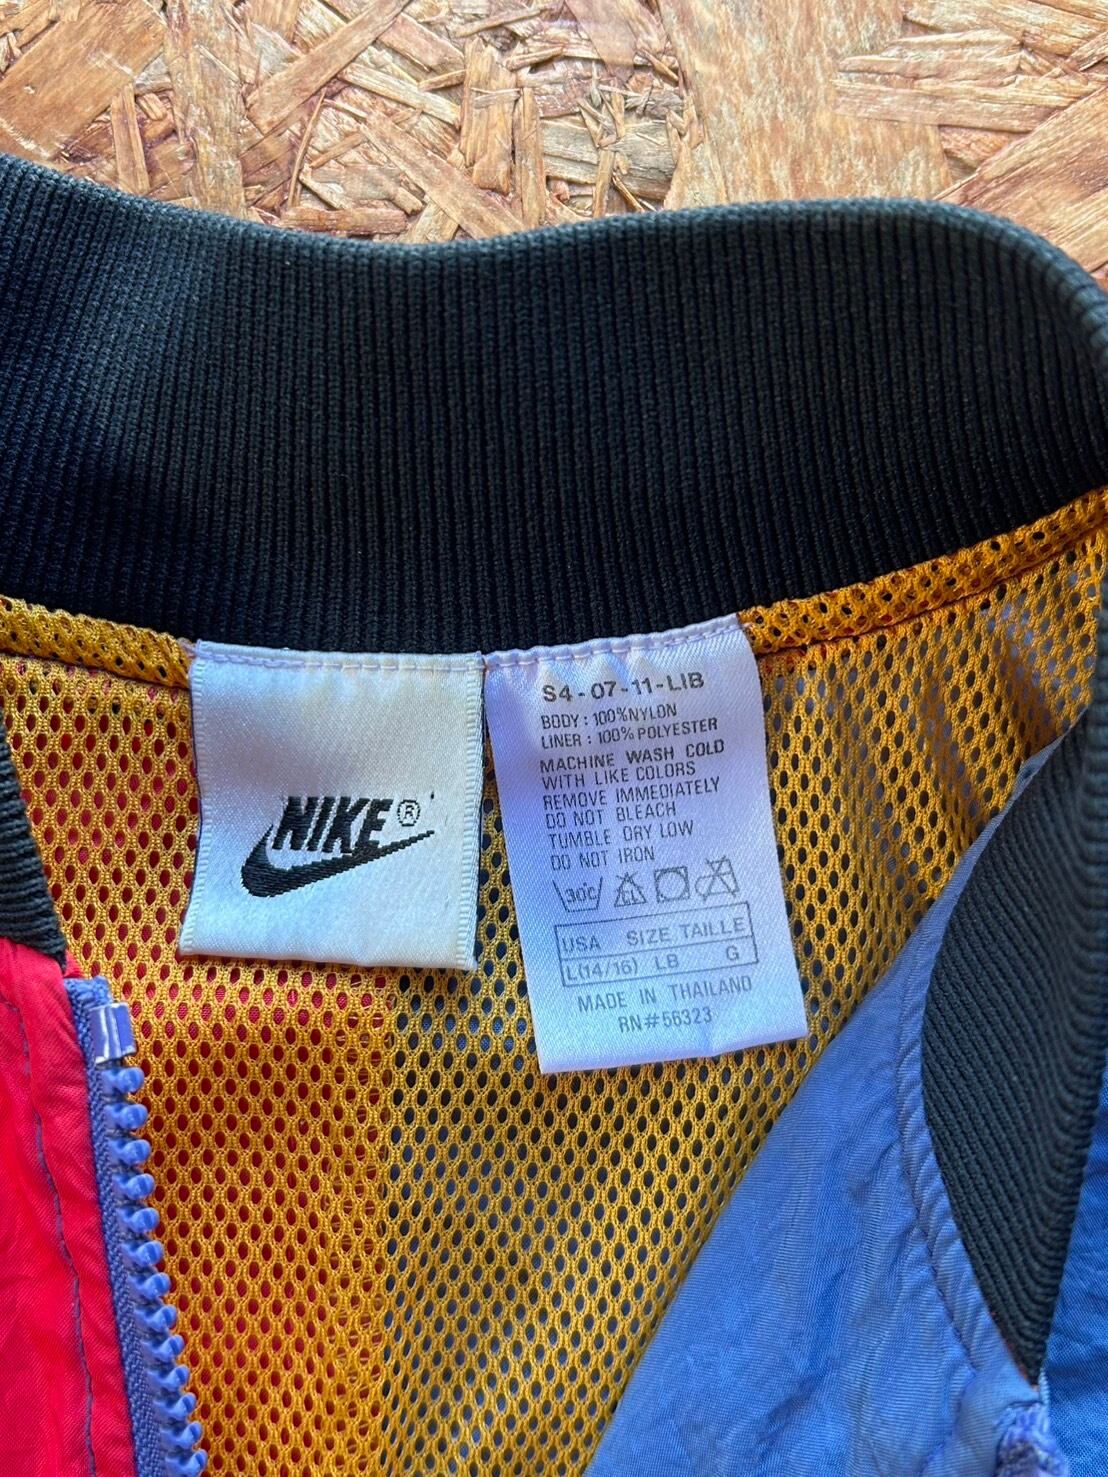 NIKE®
S4-07-11-LIB
BODY : 100%NYLON
LINER : 100% POLYESTER
MACHINE WASH COLD
WITH LIKE COLORS
REMOVE IMMEDIATELY
DO NOT BLEACH
TUMBLE DRY LOW
DO NOT IRON
30C CL
USA SIZE TAILLE
L(14/16) LB G
MADE IN THAILAND
RN#56323